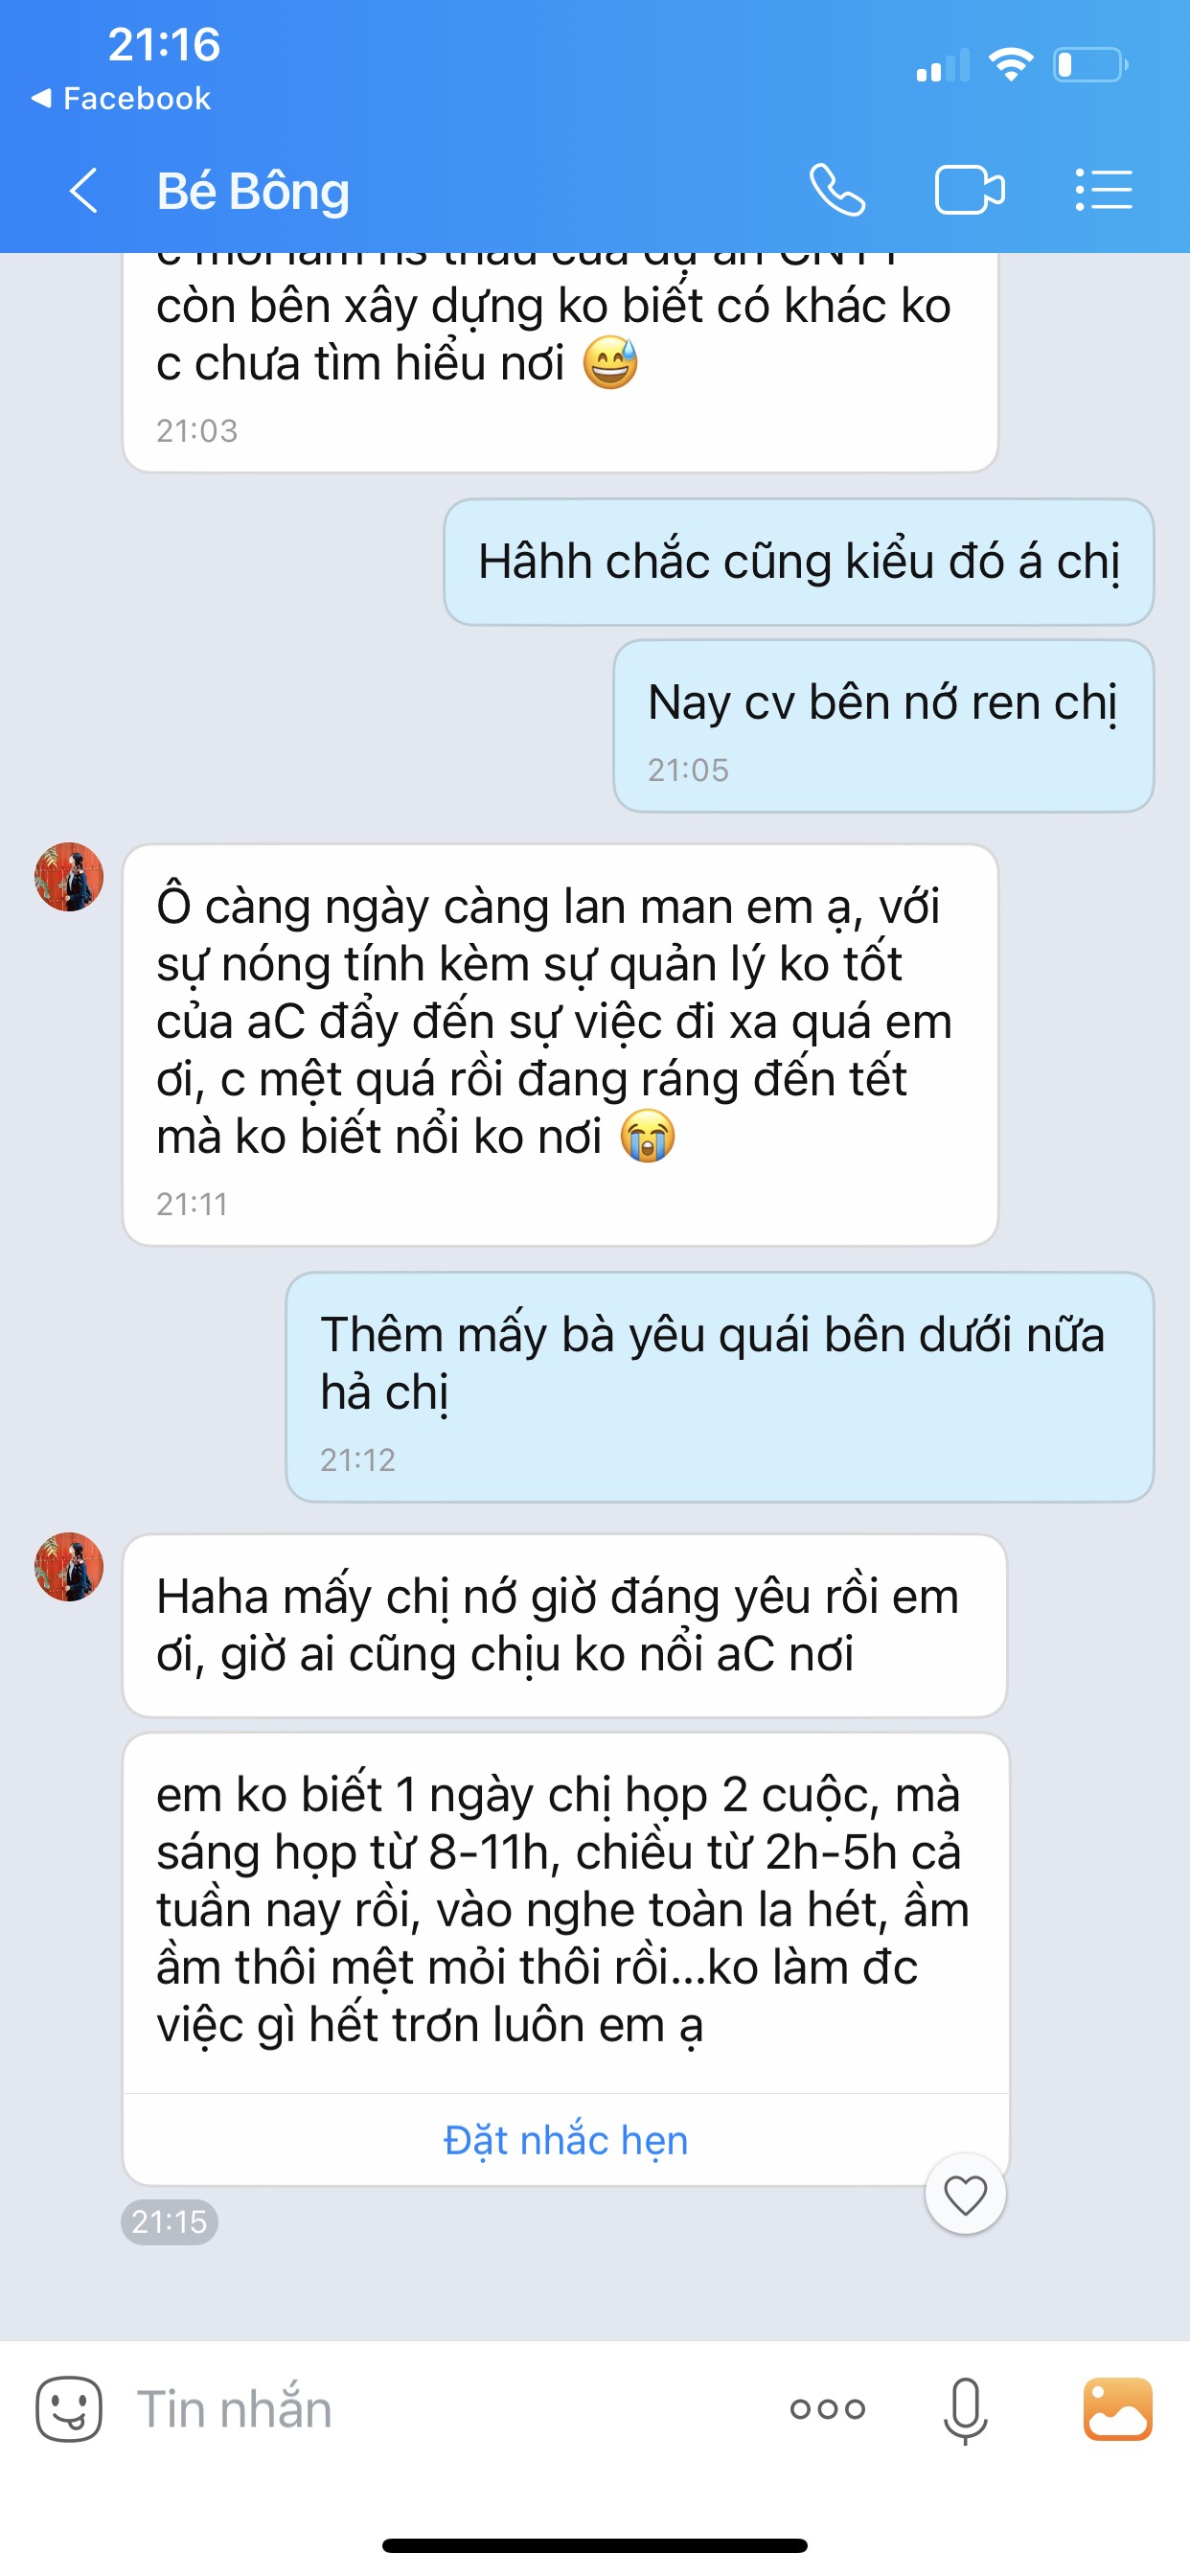 21:16
Facebook
Bé Bông
còn bên xây dựng ko biết có khác ko
c chưa tìm hiểu nơi 😅
21:03
Hâhh chắc cũng kiểu đó á chị
Nay cv bên nớ ren chị
21:05
Ô càng ngày càng lan man em ạ, với
sự nóng tính kèm sự quản lý ko tốt
của aC đẩy đến sự việc đi xa quá em
ơi, c mệt quá rồi đang ráng đến tết
mà ko biết nổi ko nơi 😭
21:11
Thêm mấy bà yêu quái bên dưới nữa
hả chị
21:12
Haha mấy chị nớ giờ đáng yêu rồi em
ơi, giờ ai cũng chịu ko nổi aC nơi
em ko biết 1 ngày chị họp 2 cuộc, mà
sáng họp từ 8-11h, chiều từ 2h-5h cả
tuần nay rồi, vào nghe toàn la hét, ầm
ầm thôi mệt mỏi thôi rồi...ko làm đc
việc gì hết trơn luôn em ạ
Đặt nhắc hẹn
21:15
Tin nhắn